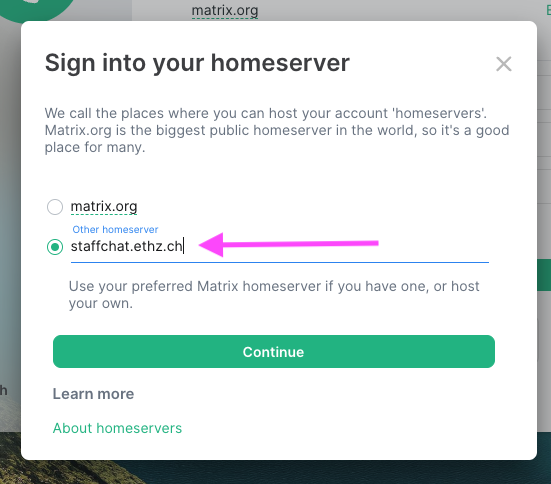 matrix.org
Sign into your homeserver
We call the places where you can host your account 'homeservers'.
Matrix.org is the biggest public homeserver in the world, so it's a good
place for many.
matrix.org
Other homeserver
staffchat.ethz.ch
Use your preferred Matrix homeserver if you have one, or host
your own.
Continue
Learn more
About homeservers